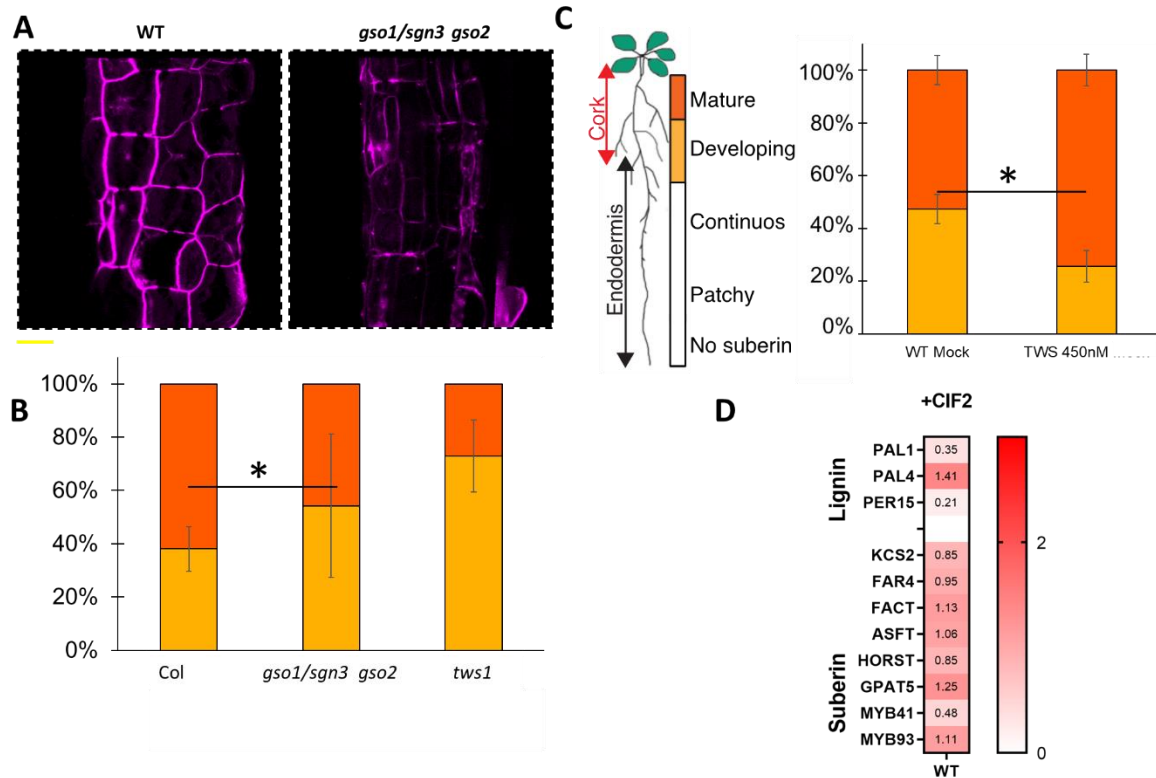 A
WT
gso1/sgn3 gso2
B
100%
80%
60%
40%
20%
0%
*
Col
gso1/sgn3 gso2
tws1
C
Cork
Endodermis
Mature
Developing
Continuos
Patchy
No suberin
100%
80%
60%
40%
20%
0%
*
WT Mock
TWS 450nM
D
+CIF2
Lignin
PAL1 0.35
PAL4 1.41
PER15 0.21
Suberin
KCS2 0.85
FAR4 0.95
FACT 1.13
ASFT 1.06
HORST 0.85
GPAT5 1.25
MYB41 0.48
MYB93 1.11
WT
2
0